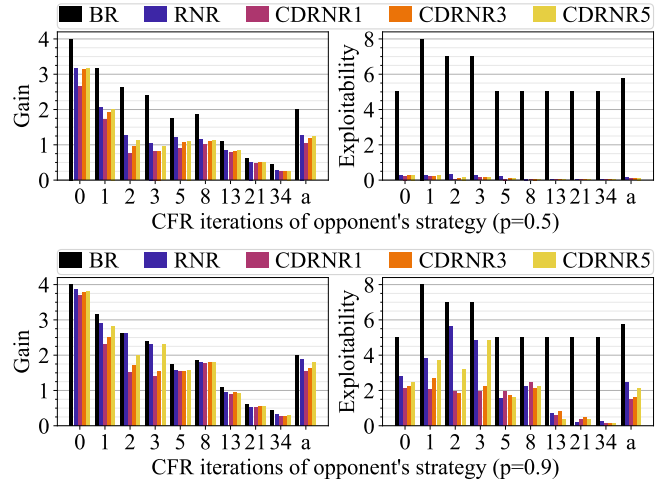 BR RNR CDRNR1 CDRNR3 CDRNR5
Gain
4
3
2
1
0
0 1 2 3 5 8 13 21 34 a
Exploitability
8
6
4
2
0
0 1 2 3 5 8 13 21 34 a
CFR iterations of opponent's strategy (p=0.5)
BR RNR CDRNR1 CDRNR3 CDRNR5
Gain
4
3
2
1
0
0 1 2 3 5 8 13 21 34 a
Exploitability
8
6
4
2
0
0 1 2 3 5 8 13 21 34 a
CFR iterations of opponent's strategy (p=0.9)